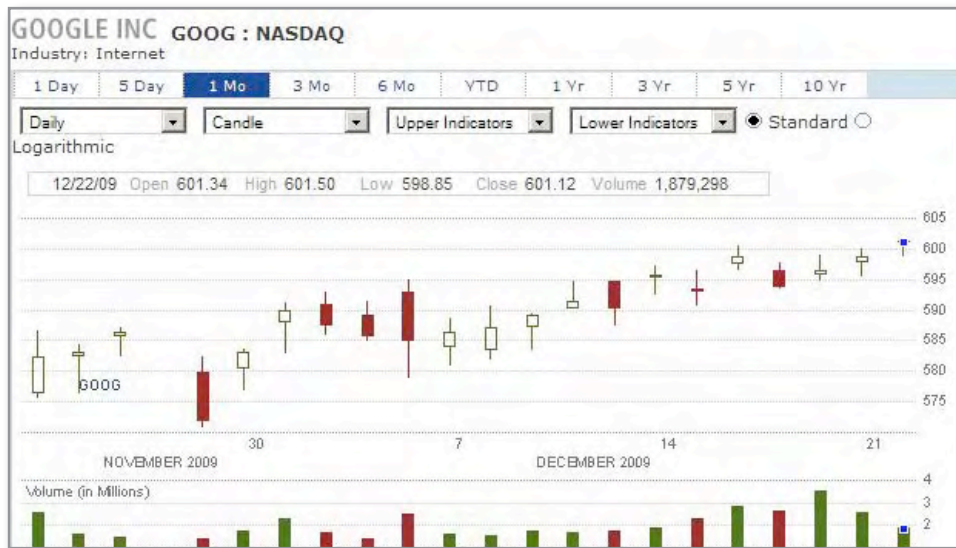 GOOGLE INC GOOG : NASDAQ
Industry: Internet
1 Day 5 Day 1 Mo 3 Mo 6 Mo YTD 1 Yr 3 Yr 5 Yr 10 Yr
Daily Candle Upper Indicators Lower Indicators Standard
Logarithmic
12/22/09 Open 601.34 High 601.50 Low 598.85 Close 601.12 Volume 1,879,298
605
600
595
590
585
580
GOOG
575
30 7 14 21
NOVEMBER 2009 DECEMBER 2009
4
Volume (in Millions)
3
2